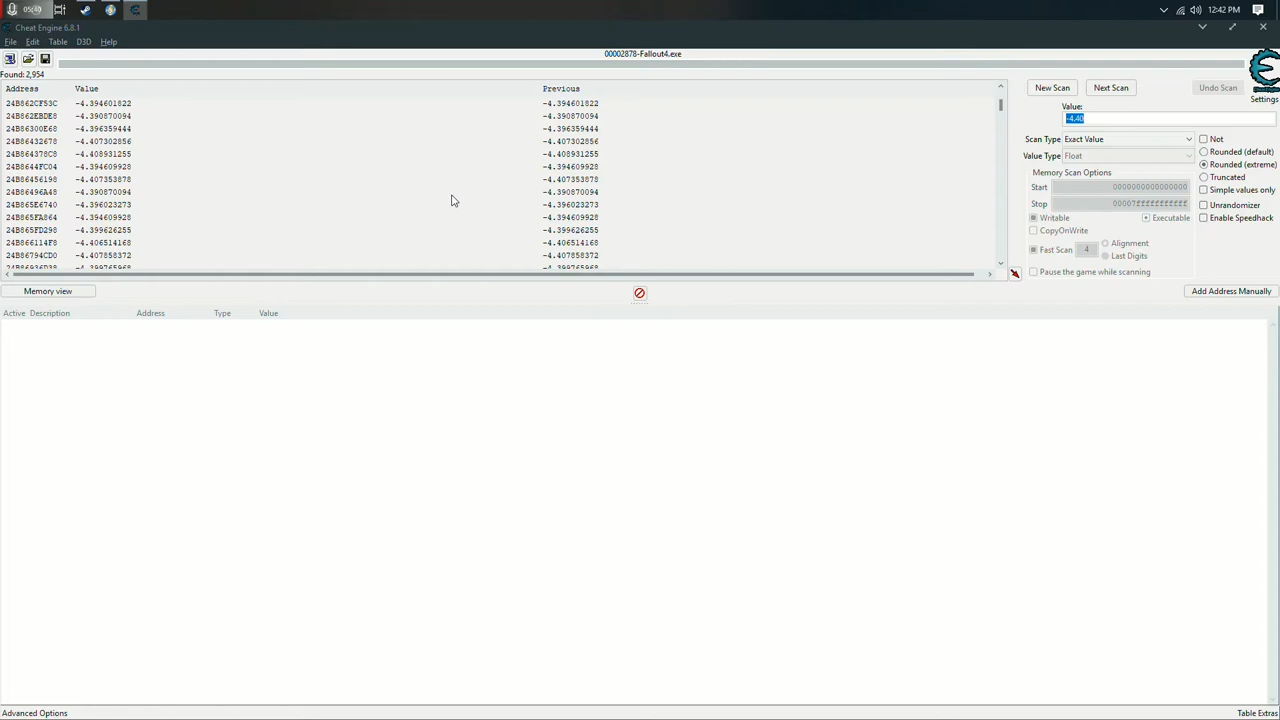 05:40 12:42 PM
Cheat Engine 6.8.1
File Edit Table D3D Help
00002878-Fallout4.exe
Found: 2,954
Address Value Previous
24B862CF53C -4.394601822 -4.394601822
24B862EBDE8 -4.390870094 -4.390870094
24B86300E68 -4.396359444 -4.396359444
24B86432678 -4.407302856 -4.407302856
24B864378C8 -4.408931255 -4.408931255
24B8644FC04 -4.394609928 -4.394609928
24B86456198 -4.407353878 -4.407353878
24B86496A48 -4.390870094 -4.390870094
24B865E6740 -4.396023273 -4.396023273
24B865FA864 -4.394609928 -4.394609928
24B865FD298 -4.399626255 -4.399626255
24B866114F8 -4.406514168 -4.406514168
24B86794CD0 -4.407858372 -4.407858372
24B86936D38 -4.399765968 -4.399765968
New Scan Next Scan Undo Scan
Settings
Value:
-4.40
Scan Type Exact Value Not
Value Type Float Rounded (default)
Rounded (extreme)
Memory Scan Options Truncated
Start 0000000000000000 Simple values only
Stop 00007fffffffffff Unrandomizer
Writable Executable Enable Speedhack
CopyOnWrite
Fast Scan 4 Alignment
Last Digits
Pause the game while scanning
Memory view Add Address Manually
Active Description Address Type Value
Advanced Options Table Extras